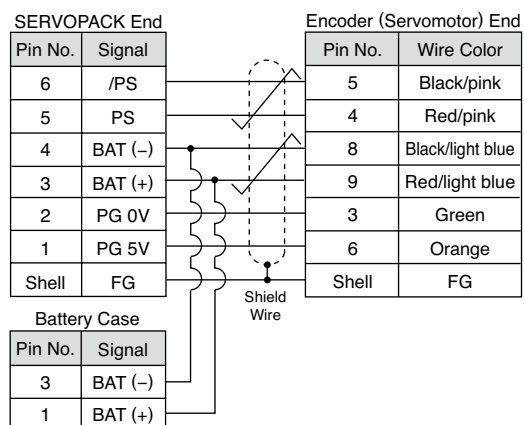 SERVOPACK End
Encoder (Servomotor) End
Pin No. Signal Pin No. Wire Color
6 /PS 5 Black/pink
5 PS 4 Red/pink
4 BAT (−) 8 Black/light blue
3 BAT (+) 9 Red/light blue
2 PG 0V 3 Green
1 PG 5V 6 Orange
Shell FG Shell FG
Shield
Wire
Battery Case
Pin No. Signal
3 BAT (−)
1 BAT (+)